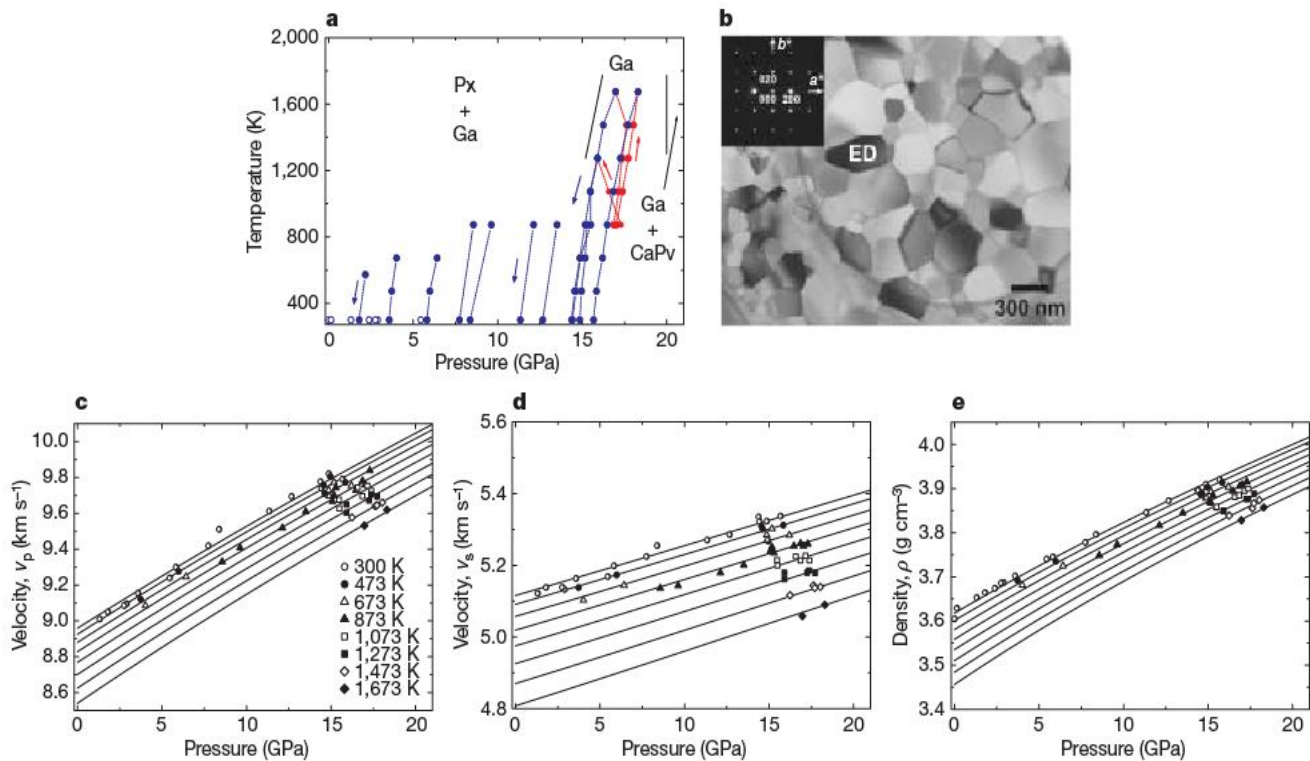 a
2,000
1,600
1,200
800
400
Temperature (K)
0
5
10
15
20
Pressure (GPa)
Px
+
Ga
Ga
Ga
+
CaPv
b
b*
a*
020
000
200
ED
300 nm
c
10.0
9.8
9.6
9.4
9.2
9.0
8.8
8.6
Velocity, vₚ (km s⁻¹)
300 K
473 K
673 K
873 K
1,073 K
1,273 K
1,473 K
1,673 K
0
5
10
15
20
Pressure (GPa)
d
5.6
5.4
5.2
5.0
4.8
Velocity, vₛ (km s⁻¹)
0
5
10
15
20
Pressure (GPa)
e
4.0
3.9
3.8
3.7
3.6
3.5
3.4
Density, ρ (g cm⁻³)
0
5
10
15
20
Pressure (GPa)